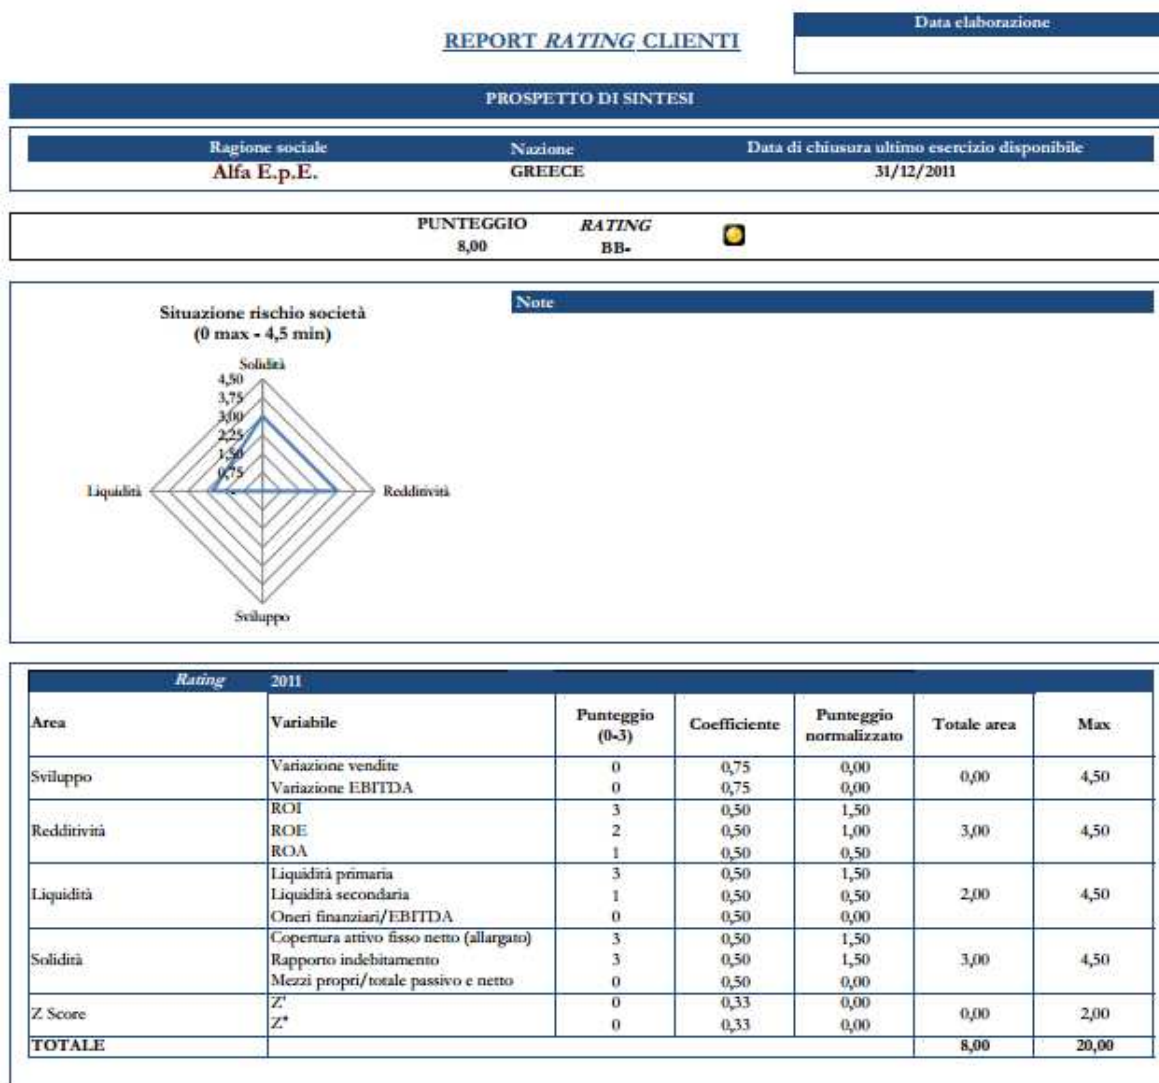 Data elaborazione
REPORT RATING CLIENTI
PROSPETTO DI SINTESI
Ragione sociale Nazione Data di chiusura ultimo esercizio disponibile
Alfa E.p.E. GREECE 31/12/2011
PUNTEGGIO RATING
8,00 BB-
Note
Situazione rischio società
(0 max - 4,5 min)
Solidità
4,50
3,75
3,00
2,25
1,50
0,75
-
Liquidità
Redditività
Sviluppo
Rating 2011
Area Variabile Punteggio (0-3) Coefficiente Punteggio normalizzato Totale area Max
Sviluppo Variazione vendite 0 0,75 0,00 0,00 4,50
Variazione EBITDA 0 0,75 0,00
Redditività ROI 3 0,50 1,50 3,00 4,50
ROE 2 0,50 1,00
ROA 1 0,50 0,50
Liquidità Liquidità primaria 3 0,50 1,50 2,00 4,50
Liquidità secondaria 1 0,50 0,50
Oneri finanziari/EBITDA 0 0,50 0,00
Solidità Copertura attivo fisso netto (allargato) 3 0,50 1,50 3,00 4,50
Rapporto indebitamento 3 0,50 1,50
Mezzi propri/totale passivo e netto 0 0,50 0,00
Z Score Z' 0 0,33 0,00 0,00 2,00
Z" 0 0,33 0,00
TOTALE 8,00 20,00